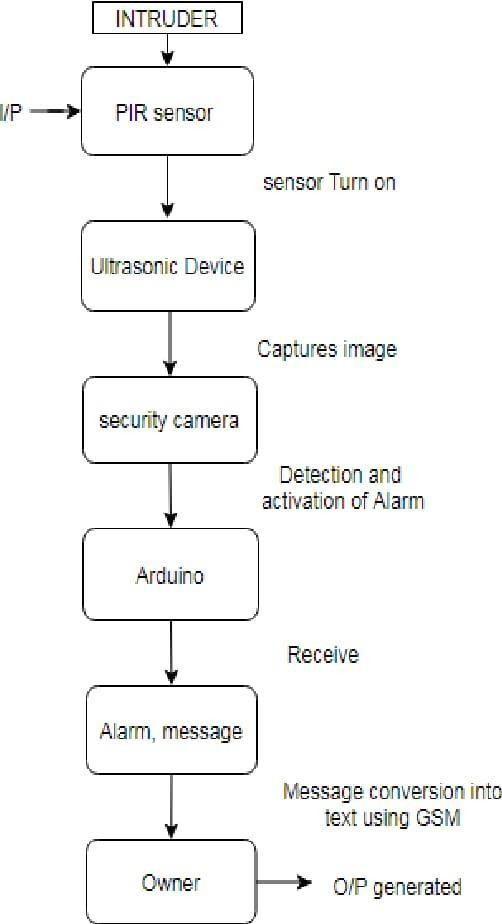 INTRUDER
I/P
PIR sensor
sensor Turn on
Ultrasonic Device
Captures image
security camera
Detection and
activation of Alarm
Arduino
Receive
Alarm, message
Message conversion into
text using GSM
Owner
O/P generated